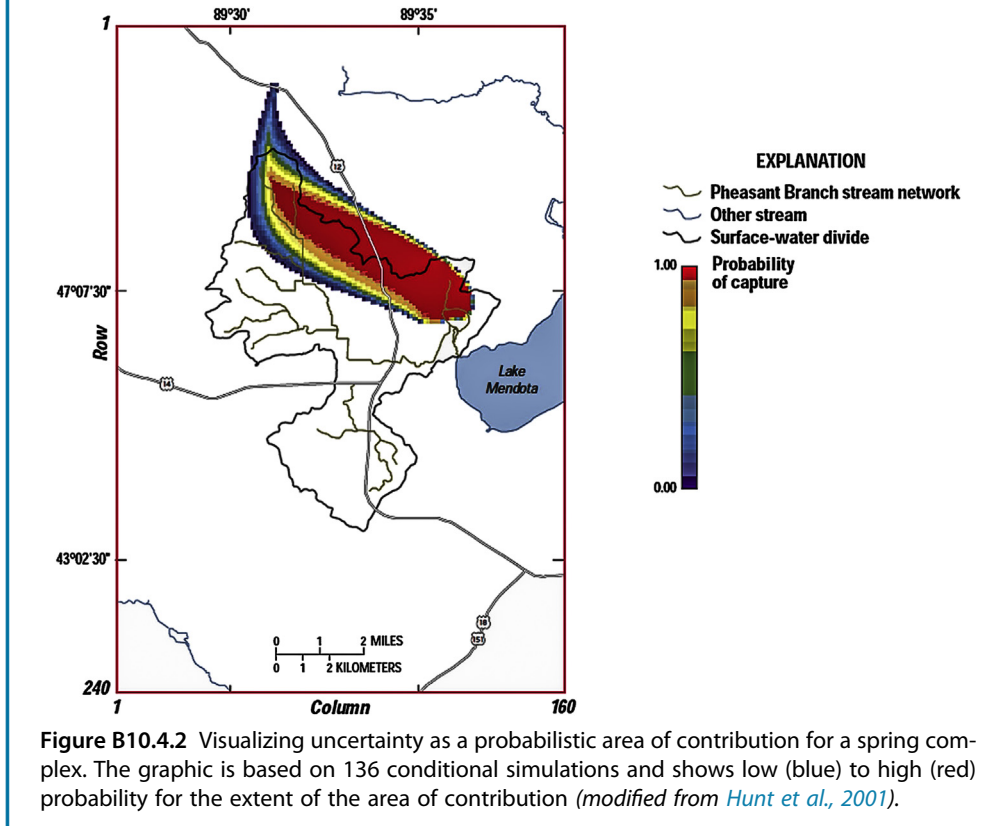 1
89°30'
89°35'
12
EXPLANATION
Pheasant Branch stream network
Other stream
Surface-water divide
1.00
Probability
of capture
47°07'30"
Row
Lake
Mendota
14
0.00
43°02'30"
18
151
0 1 2 MILES
0 1 2 KILOMETERS
240
1
Column
160
Figure B10.4.2 Visualizing uncertainty as a probabilistic area of contribution for a spring com-
plex. The graphic is based on 136 conditional simulations and shows low (blue) to high (red)
probability for the extent of the area of contribution (modified from Hunt et al., 2001).